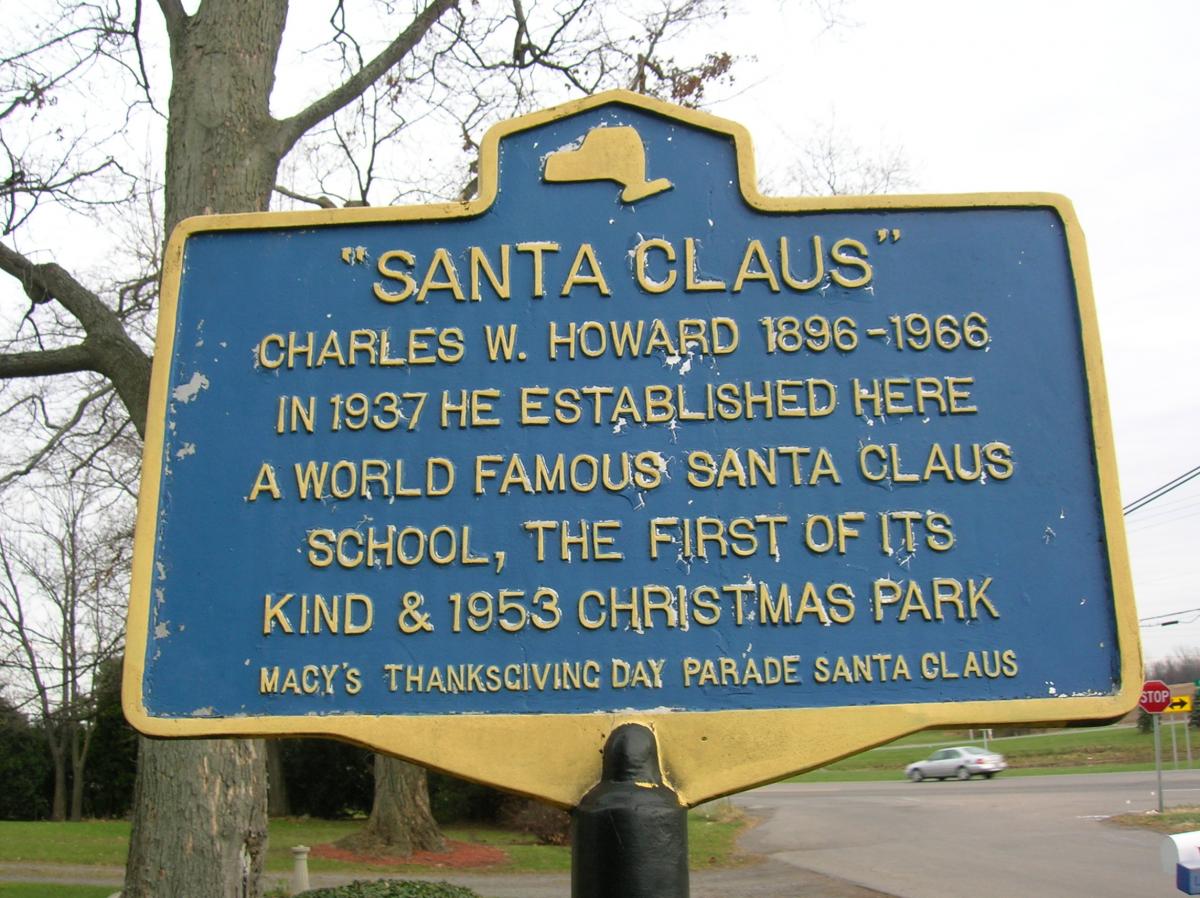 "SANTA CLAUS"
CHARLES W. HOWARD 1896-1966
IN 1937 HE ESTABLISHED HERE
A WORLD FAMOUS SANTA CLAUS
SCHOOL, THE FIRST OF ITS
KIND & 1953 CHRISTMAS PARK
MACY'S THANKSGIVING DAY PARADE SANTA CLAUS
STOP